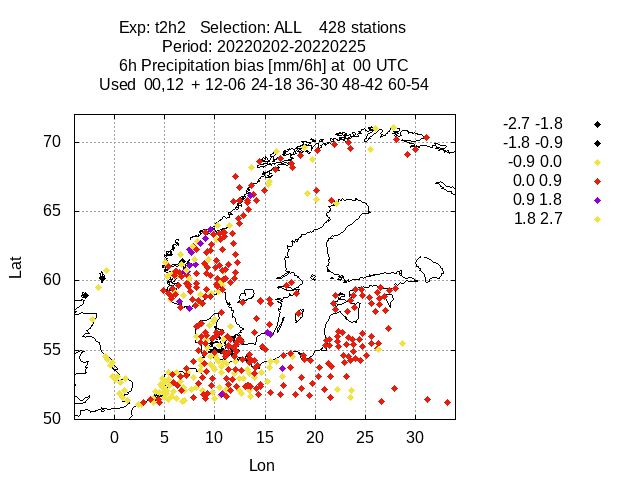 Exp: t2h2   Selection: ALL    428 stations
Period: 20220202-20220225
6h Precipitation bias [mm/6h] at  00 UTC
Used  00,12  + 12-06 24-18 36-30 48-42 60-54
-2.7 -1.8
-1.8 -0.9
-0.9 0.0
0.0 0.9
0.9 1.8
1.8 2.7
70
65
60
55
50
Lat
0 5 10 15 20 25 30
Lon